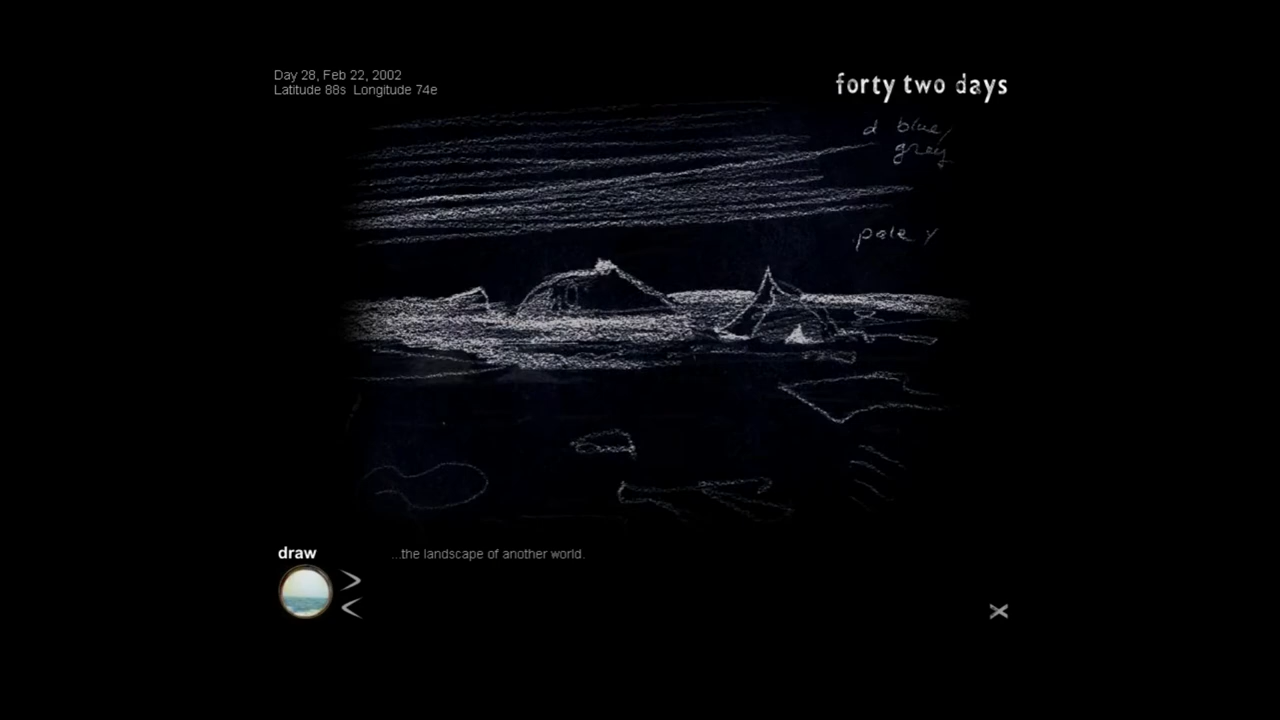 Day 28, Feb 22, 2002
Latitude 88s Longitude 74e
forty two days
d blue/
grey
pale y
draw
...the landscape of another world.